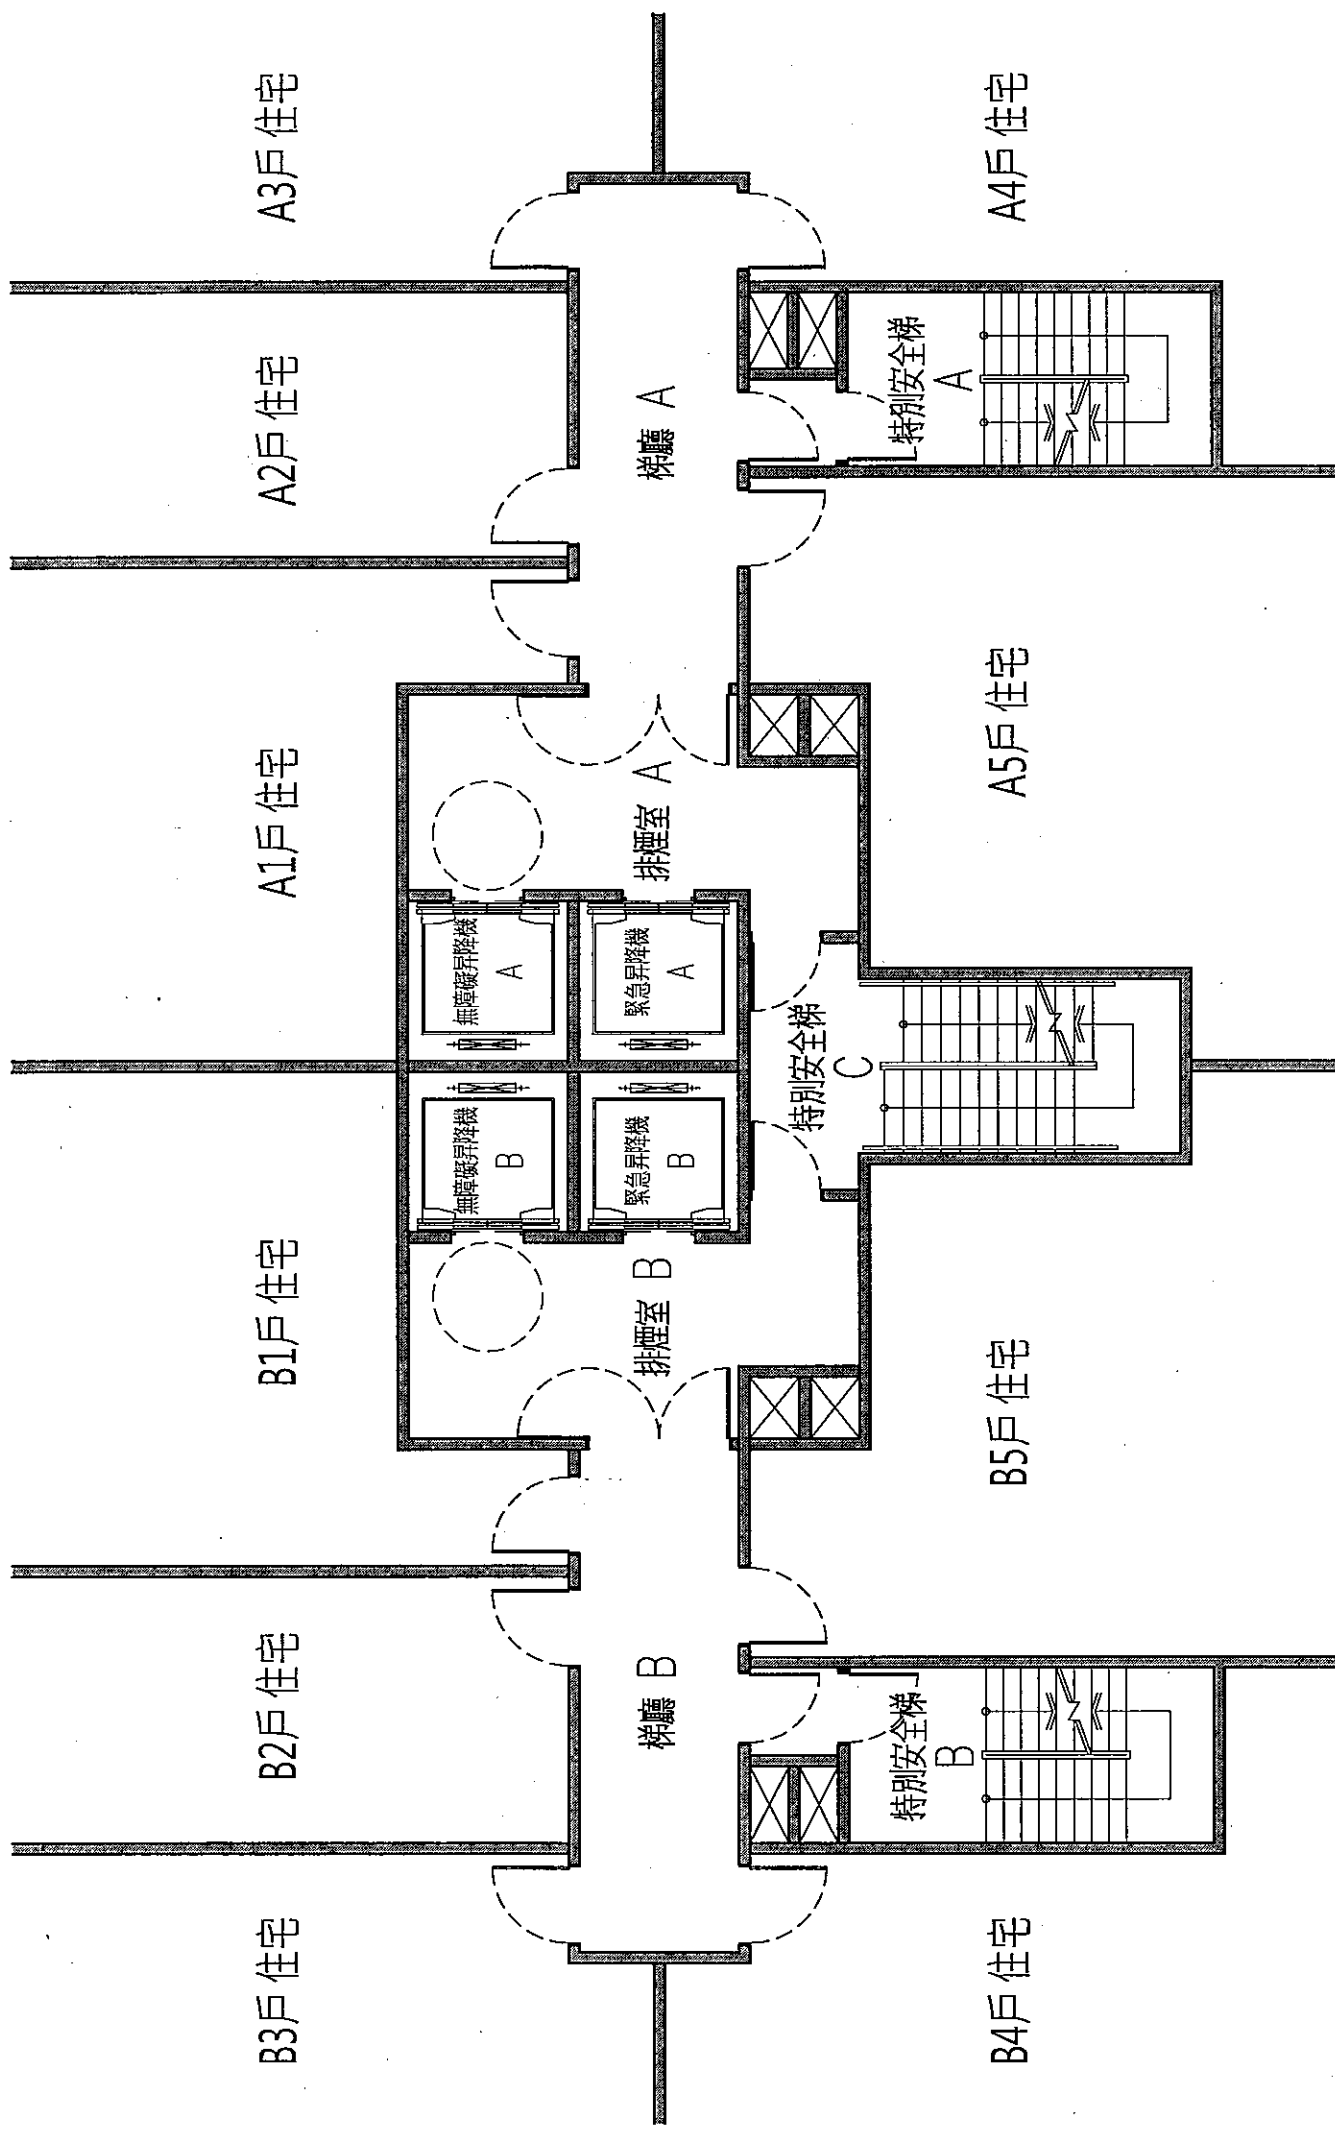 B3戶 住宅
B2戶 住宅
B1戶 住宅
A1戶 住宅
A2戶 住宅
A3戶 住宅
無障礙昇降機
B
無障礙昇降機
A
緊急昇降機
B
緊急昇降機
A
梯廳 B
排煙室 B
排煙室 A
梯廳 A
特別安全梯
C
特別安全梯
B
特別安全梯
A
B4戶 住宅
B5戶 住宅
A5戶 住宅
A4戶 住宅